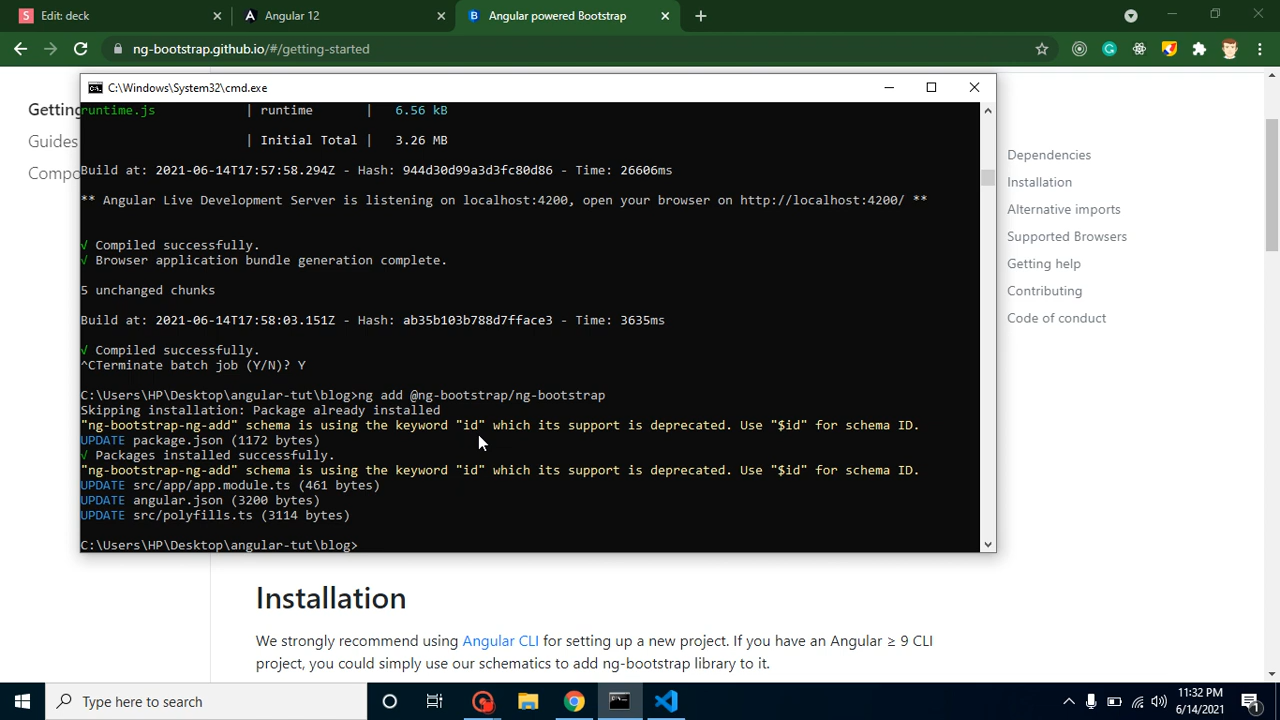 Edit: deck
Angular 12
Angular powered Bootstrap
ng-bootstrap.github.io/#/getting-started
C:\Windows\System32\cmd.exe
Getting
Guides
Compo
runtime.js | runtime | 6.56 kB
| Initial Total | 3.26 MB
Build at: 2021-06-14T17:57:58.294Z - Hash: 944d30d99a3d3fc80d86 - Time: 26606ms
** Angular Live Development Server is listening on localhost:4200, open your browser on http://localhost:4200/ **
√ Compiled successfully.
√ Browser application bundle generation complete.
5 unchanged chunks
Build at: 2021-06-14T17:58:03.151Z - Hash: ab35b103b788d7fface3 - Time: 3635ms
√ Compiled successfully.
^CTerminate batch job (Y/N)? Y
C:\Users\HP\Desktop\angular-tut\blog>ng add @ng-bootstrap/ng-bootstrap
Skipping installation: Package already installed
"ng-bootstrap-ng-add" schema is using the keyword "id" which its support is deprecated. Use "$id" for schema ID.
UPDATE package.json (1172 bytes)
√ Packages installed successfully.
"ng-bootstrap-ng-add" schema is using the keyword "id" which its support is deprecated. Use "$id" for schema ID.
UPDATE src/app/app.module.ts (461 bytes)
UPDATE angular.json (3200 bytes)
UPDATE src/polyfills.ts (3114 bytes)
C:\Users\HP\Desktop\angular-tut\blog>
Dependencies
Installation
Alternative imports
Supported Browsers
Getting help
Contributing
Code of conduct
Installation
We strongly recommend using Angular CLI for setting up a new project. If you have an Angular ≥ 9 CLI
project, you could simply use our schematics to add ng-bootstrap library to it.
Type here to search
11:32 PM
6/14/2021